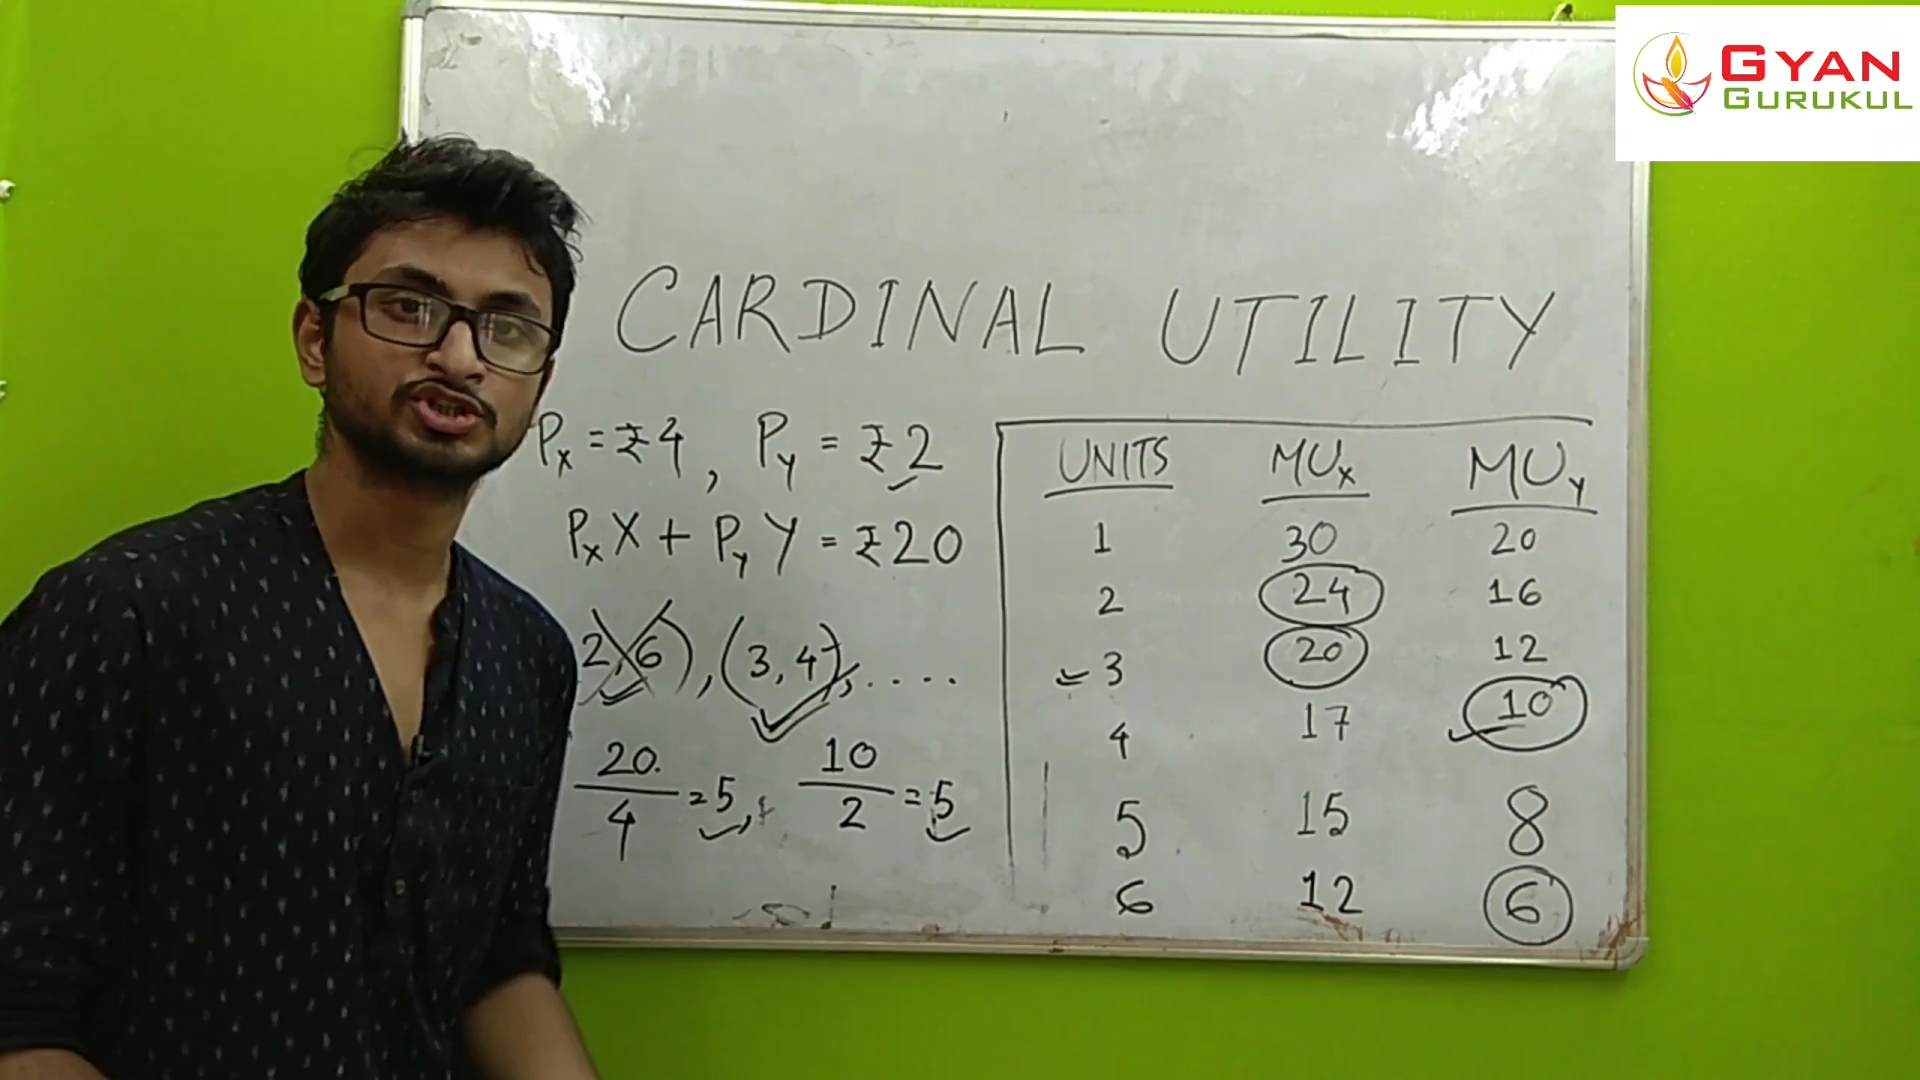 GYAN
GURUKUL
CARDINAL UTILITY
Px = ₹4, Py = ₹2
PxX + PyY = ₹20
2,6), (3,4), ....
20/4 = 5, 10/2 = 5
UNITS MUx MUY
1 30 20
2 24 16
3 20 12
4 17 10
5 15 8
6 12 6